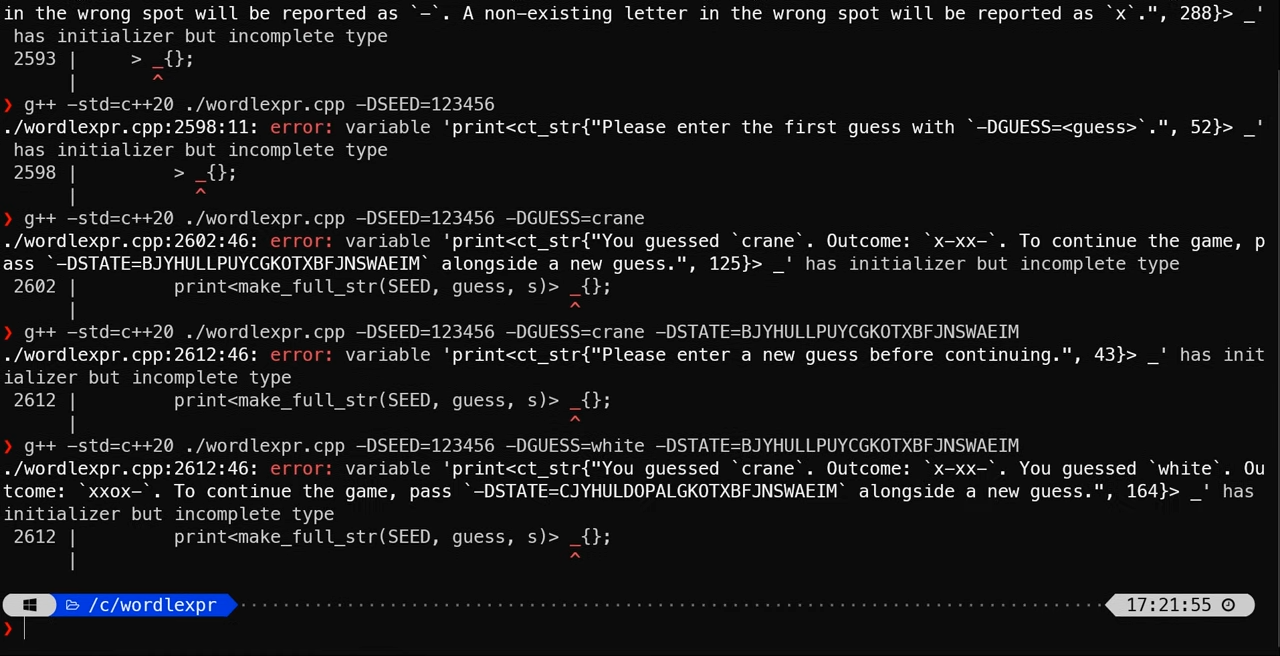 in the wrong spot will be reported as `-`. A non-existing letter in the wrong spot will be reported as `x`.", 288}> _'
has initializer but incomplete type
2593 |     > _{};
     |       ^
❯ g++ -std=c++20 ./wordlexpr.cpp -DSEED=123456
./wordlexpr.cpp:2598:11: error: variable 'print<ct_str{"Please enter the first guess with `-DGUESS=<guess>`.", 52}> _'
has initializer but incomplete type
2598 |         > _{};
     |           ^
❯ g++ -std=c++20 ./wordlexpr.cpp -DSEED=123456 -DGUESS=crane
./wordlexpr.cpp:2602:46: error: variable 'print<ct_str{"You guessed `crane`. Outcome: `x-xx-`. To continue the game, p
ass `-DSTATE=BJYHULLPUYCGKOTXBFJNSWAEIM` alongside a new guess.", 125}> _' has initializer but incomplete type
2602 |         print<make_full_str(SEED, guess, s)> _{};
     |                                              ^
❯ g++ -std=c++20 ./wordlexpr.cpp -DSEED=123456 -DGUESS=crane -DSTATE=BJYHULLPUYCGKOTXBFJNSWAEIM
./wordlexpr.cpp:2612:46: error: variable 'print<ct_str{"Please enter a new guess before continuing.", 43}> _' has init
ializer but incomplete type
2612 |         print<make_full_str(SEED, guess, s)> _{};
     |                                              ^
❯ g++ -std=c++20 ./wordlexpr.cpp -DSEED=123456 -DGUESS=white -DSTATE=BJYHULLPUYCGKOTXBFJNSWAEIM
./wordlexpr.cpp:2612:46: error: variable 'print<ct_str{"You guessed `crane`. Outcome: `x-xx-`. You guessed `white`. Ou
tcome: `xxox-`. To continue the game, pass `-DSTATE=CJYHULDOPALGKOTXBFJNSWAEIM` alongside a new guess.", 164}> _' has
initializer but incomplete type
2612 |         print<make_full_str(SEED, guess, s)> _{};
     |                                              ^
/c/wordlexpr 17:21:55
❯